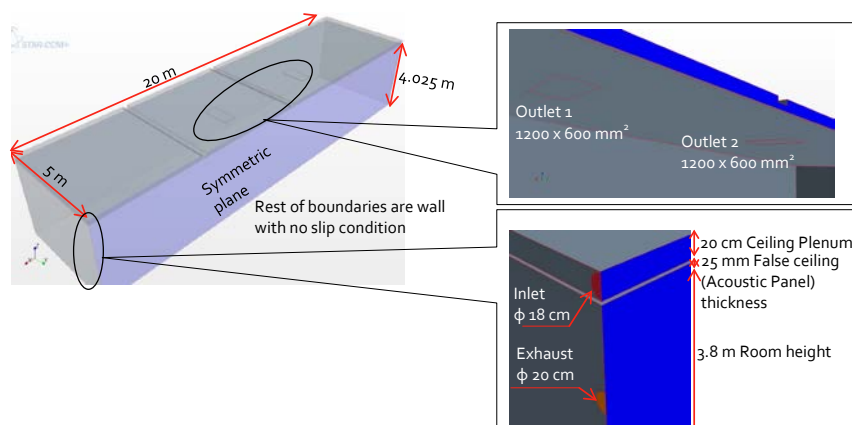 STAR-CCM+
20 m
4.025 m
5 m
Symmetric
plane
Rest of boundaries are wall
with no slip condition
Outlet 1
1200 x 600 mm²
Outlet 2
1200 x 600 mm²
20 cm Ceiling Plenum
25 mm False ceiling
(Acoustic Panel)
thickness
Inlet
ф 18 cm
3.8 m Room height
Exhaust
ф 20 cm